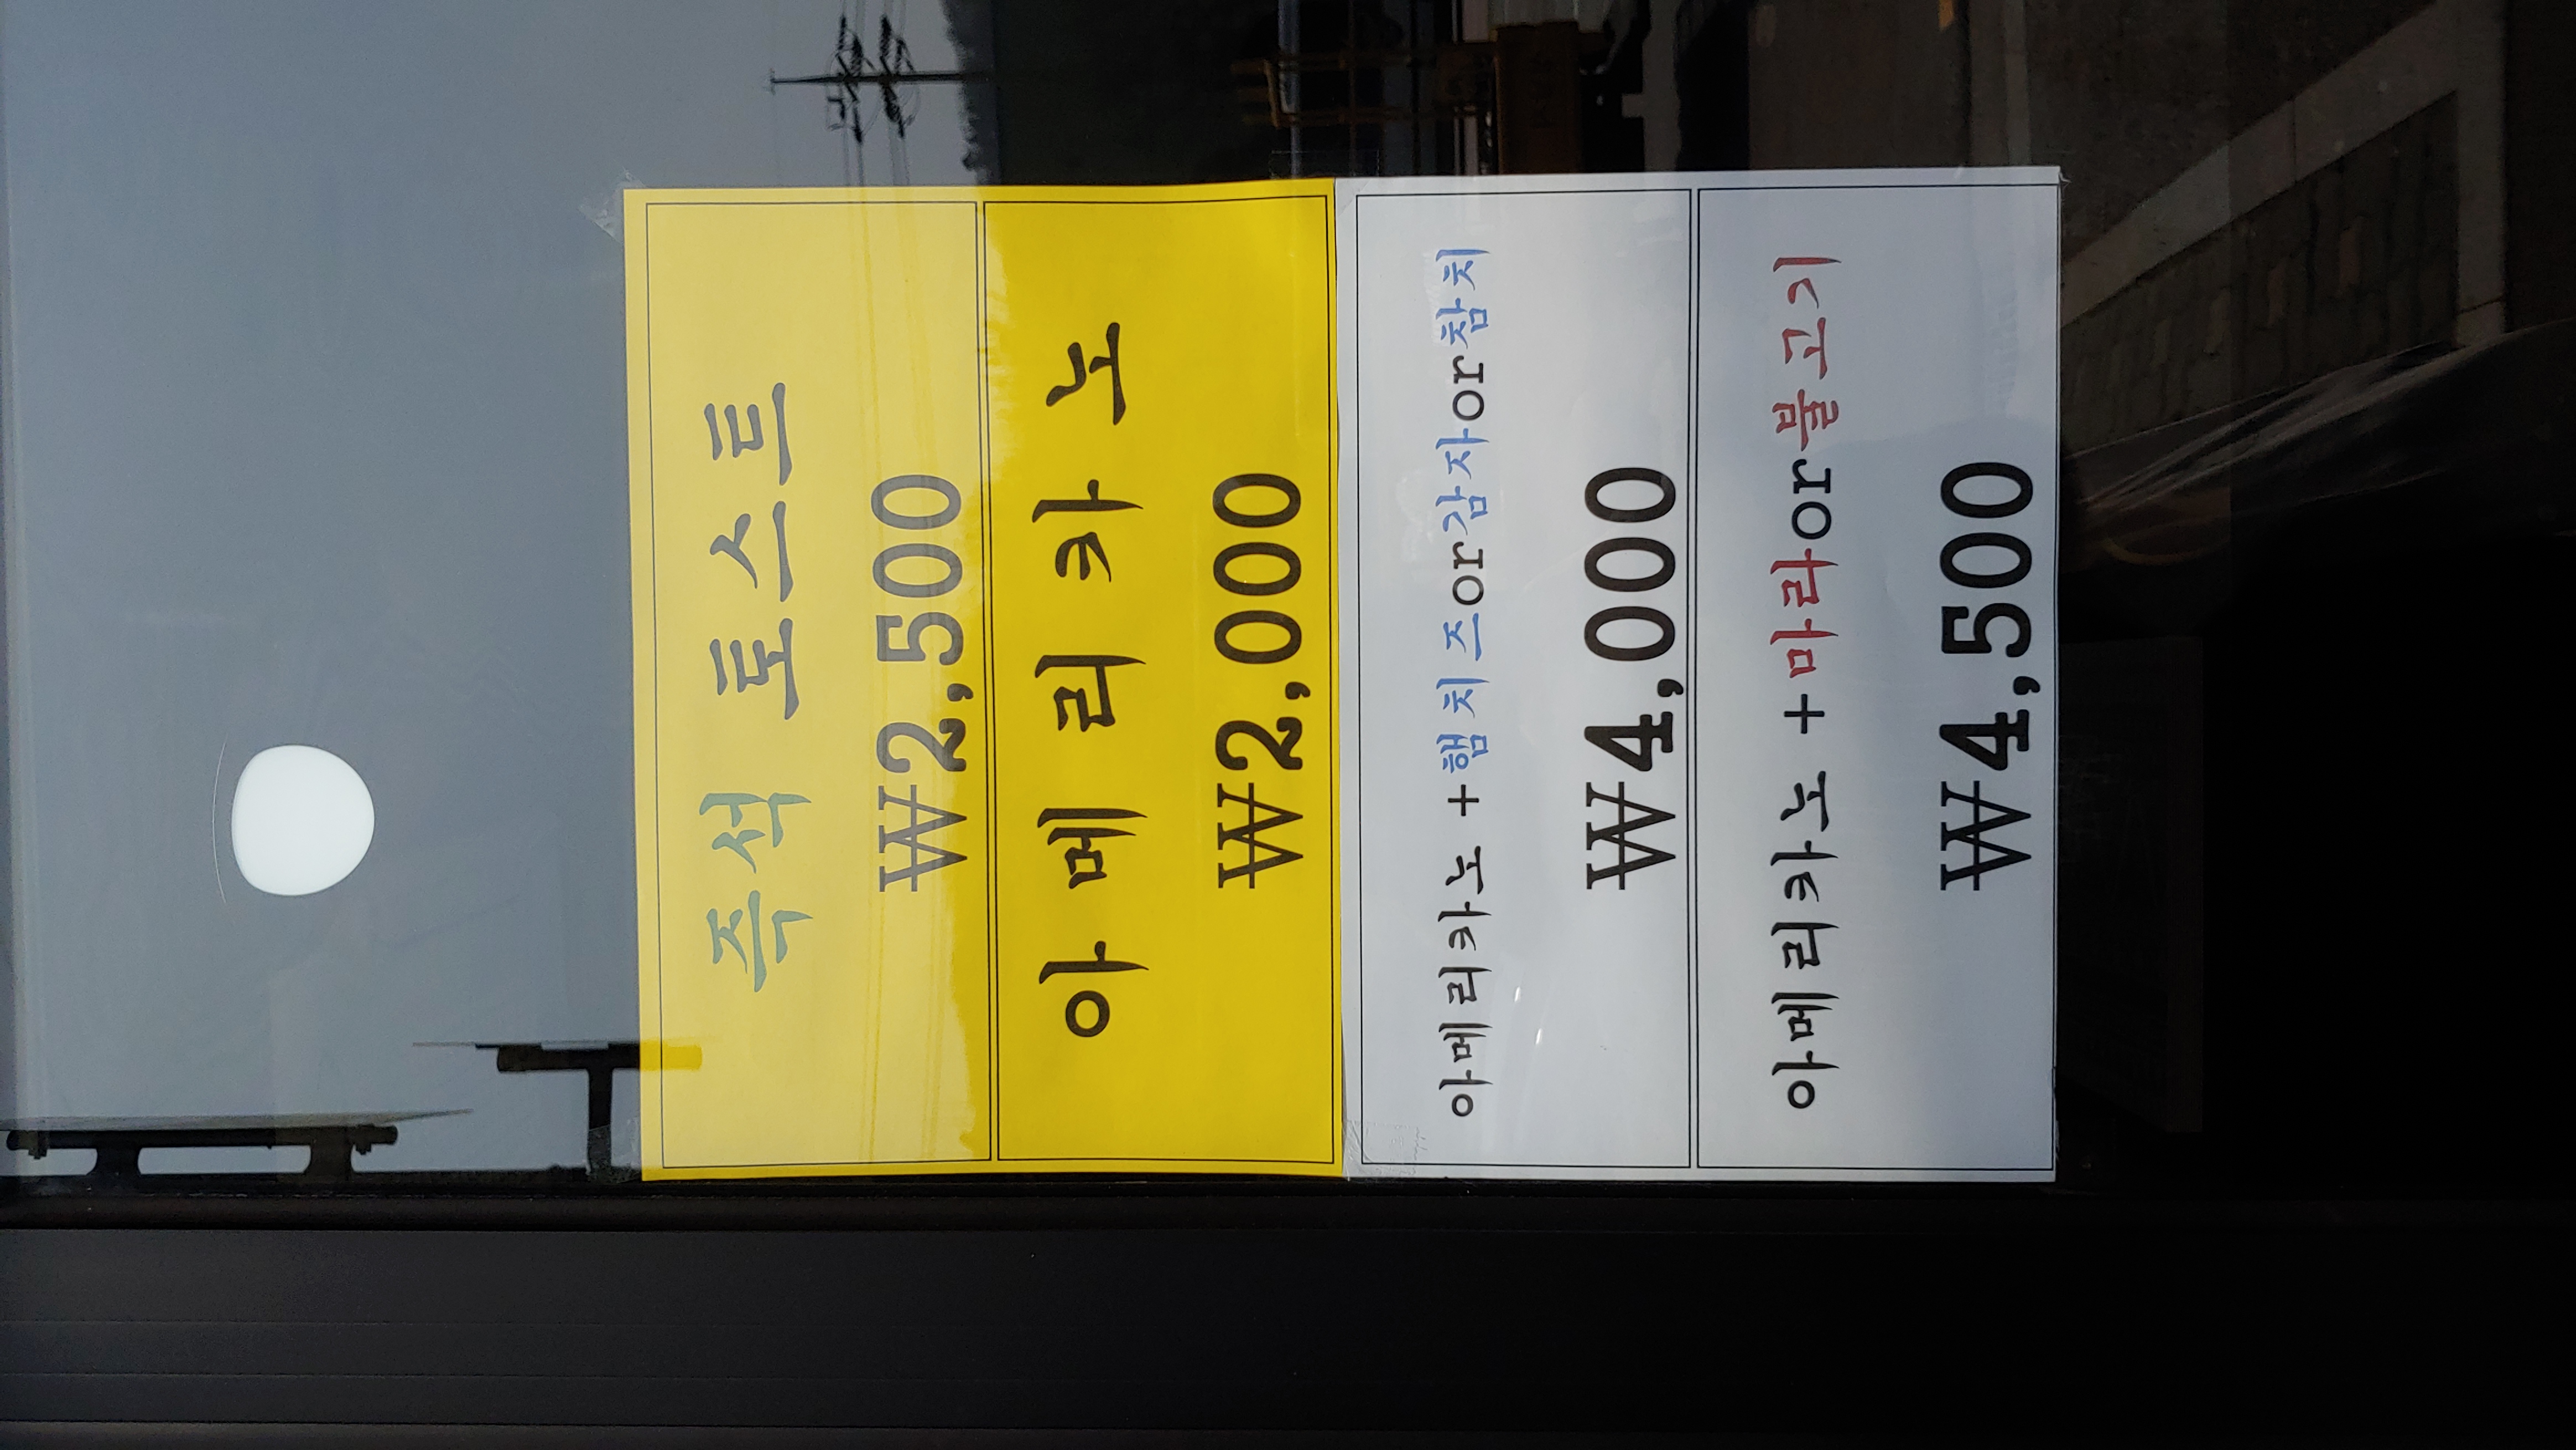 즉석 토스트
₩2,500
아메리카노
₩2,000
아메리카노 +햄치즈or감자or참치
₩4,000
아메리카노 +마라or불고기
₩4,500